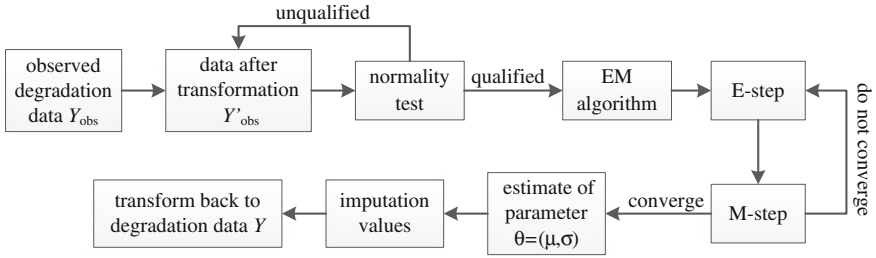 unqualified
observed
degradation
data Yobs
data after
transformation
Y'obs
normality
test
qualified
EM
algorithm
E-step
do not converge
transform back to
degradation data Y
imputation
values
estimate of
parameter
θ=(μ,σ)
converge
M-step